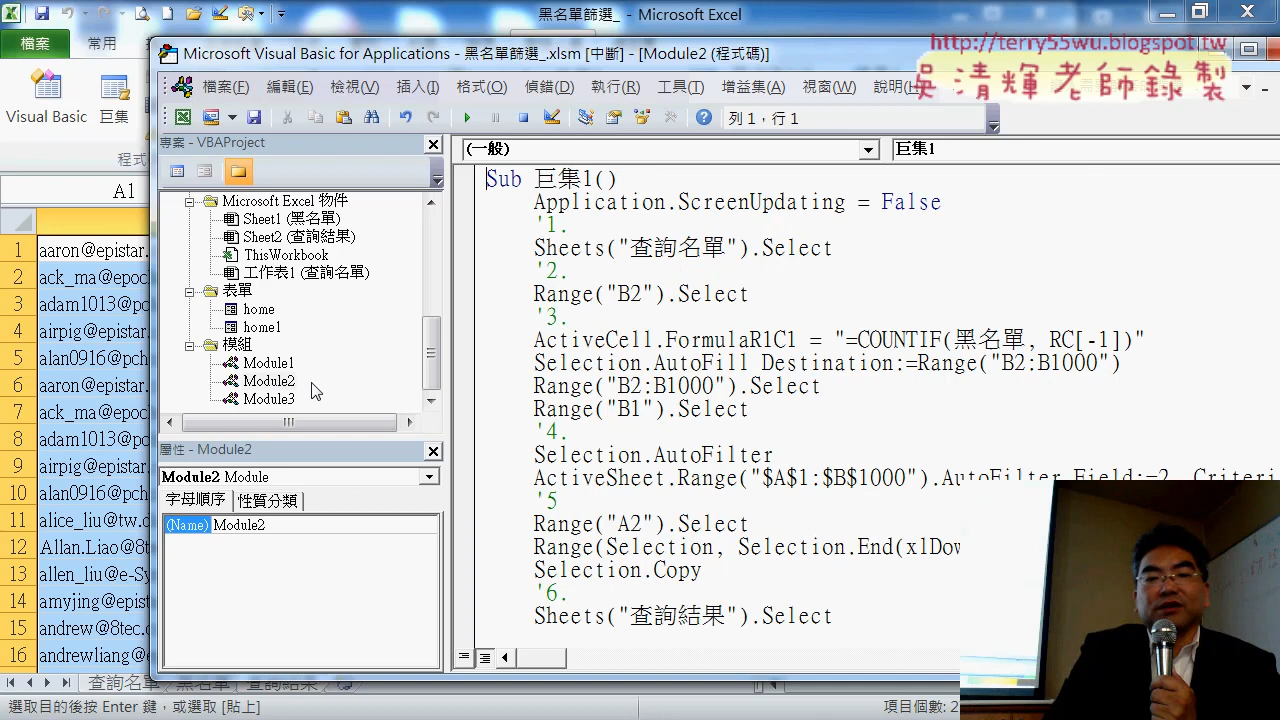 黑名單篩選_ - Microsoft Excel
檔案
常用
http://terry55wu.blogspot.tw
吳清輝老師錄製
Microsoft Visual Basic for Applications - 黑名單篩選_.xlsm [中斷] - [Module2 (程式碼)]
檔案(F) 編輯(E) 檢視(V) 偵錯(D) 執行(R) 工具(T) 增益集(A) 視窗(W)
列 1，行 1
Visual Basic 巨集
A1
專案 - VBAProject
(一般)
巨集1
Microsoft Excel 物件
Sheet1 (黑名單)
Sheet2 (查詢結果)
ThisWorkbook
工作表1 (查詢名單)
表單
home
home1
模組
Module1
Module2
Module3
屬性 - Module2
Module2 Module
字母順序 性質分類
(Name) Module2
Sub 巨集1()
Application.ScreenUpdating = False
'1.
Sheets("查詢名單").Select
'2.
Range("B2").Select
'3.
ActiveCell.FormulaR1C1 = "=COUNTIF(黑名單, RC[-1])"
Selection.AutoFill Destination:=Range("B2:B1000")
Range("B2:B1000").Select
Range("B1").Select
'4.
Selection.AutoFilter
ActiveSheet.Range("$A$1:$B$1000").AutoFilter Field:=2, Criteri
'5
Range("A2").Select
Range(Selection, Selection.End(xlDow
Selection.Copy
'6.
Sheets("查詢結果").Select
1 aaron@epistar.
2 ack_ma@epoc
3 adam1013@pc
4 airpig@epistar.
5 alan0916@pch
6 aaron@epistar.
7 ack_ma@epoc
8 adam1013@pc
9 airpig@epistar.
10 alan0916@pch
11 alice_liu@tw.d
12 Allan.Liao@8t
13 allen_liu@e-Sy
14 amyjing@epist
15 andrew@8tec.c
16 andrewliang@e
查詢名單 黑名單 查詢結果
選取目的後按 Enter 鍵，或選取 [貼上]
項目個數: 2